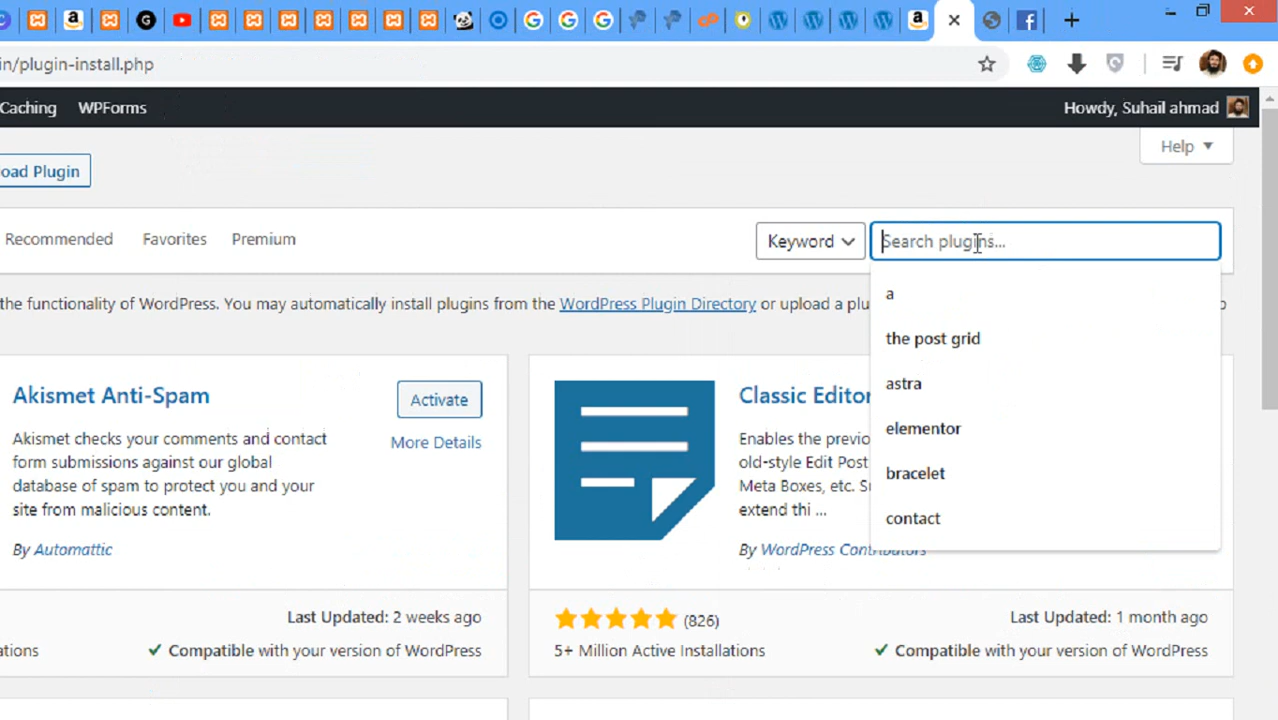 in/plugin-install.php
Caching WPForms Howdy, Suhail ahmad
Help
oad Plugin
Recommended Favorites Premium Keyword Search plugins...
the functionality of WordPress. You may automatically install plugins from the WordPress Plugin Directory or upload a plu
a
the post grid
astra
elementor
bracelet
contact
Akismet Anti-Spam
Activate
More Details
Akismet checks your comments and contact
form submissions against our global
database of spam to protect you and your
site from malicious content.
By Automattic
Last Updated: 2 weeks ago
ations Compatible with your version of WordPress
Classic Editor
Enables the previo
old-style Edit Post
Meta Boxes, etc. S
extend thi ...
By WordPress Contributors
(826) Last Updated: 1 month ago
5+ Million Active Installations Compatible with your version of WordPress